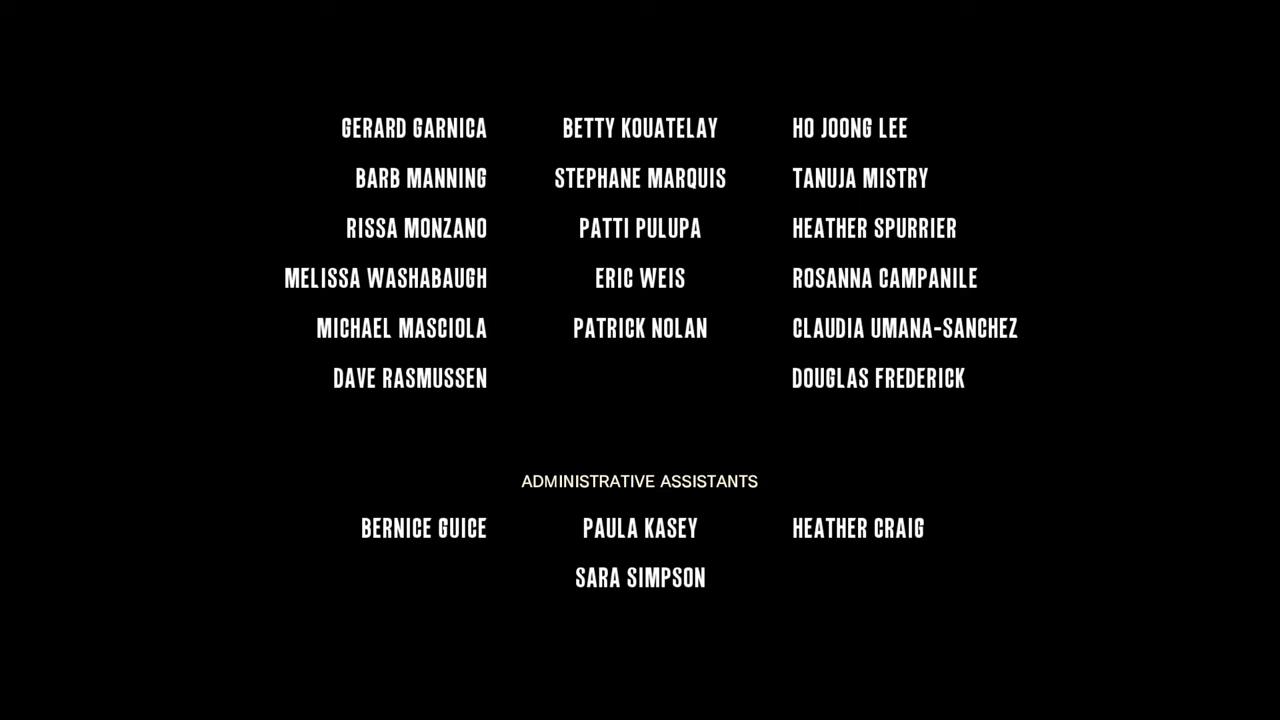 GERARD GARNICA BETTY KOUATELAY HO JOONG LEE
BARB MANNING STEPHANE MARQUIS TANUJA MISTRY
RISSA MONZANO PATTI PULUPA HEATHER SPURRIER
MELISSA WASHABAUGH ERIC WEIS ROSANNA CAMPANILE
MICHAEL MASCIOLA PATRICK NOLAN CLAUDIA UMANA-SANCHEZ
DAVE RASMUSSEN DOUGLAS FREDERICK
ADMINISTRATIVE ASSISTANTS
BERNICE GUICE PAULA KASEY HEATHER CRAIG
SARA SIMPSON